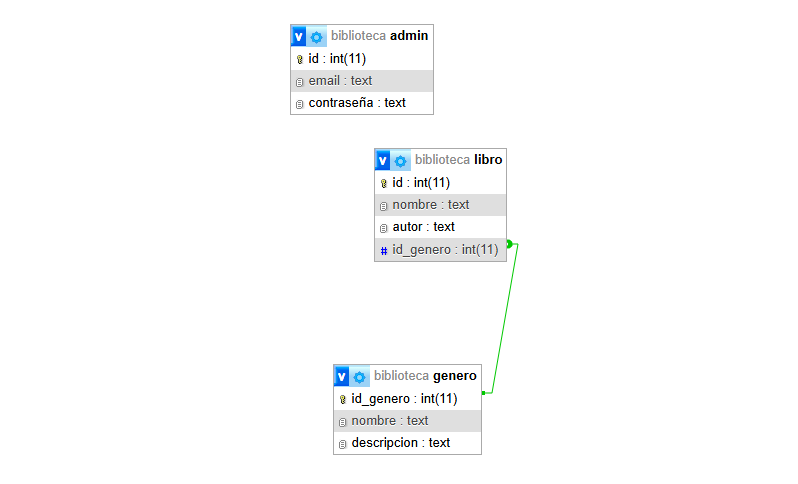 v biblioteca admin
id : int(11)
email : text
contraseña : text
v biblioteca libro
id : int(11)
nombre : text
autor : text
# id_genero : int(11)
v biblioteca genero
id_genero : int(11)
nombre : text
descripcion : text